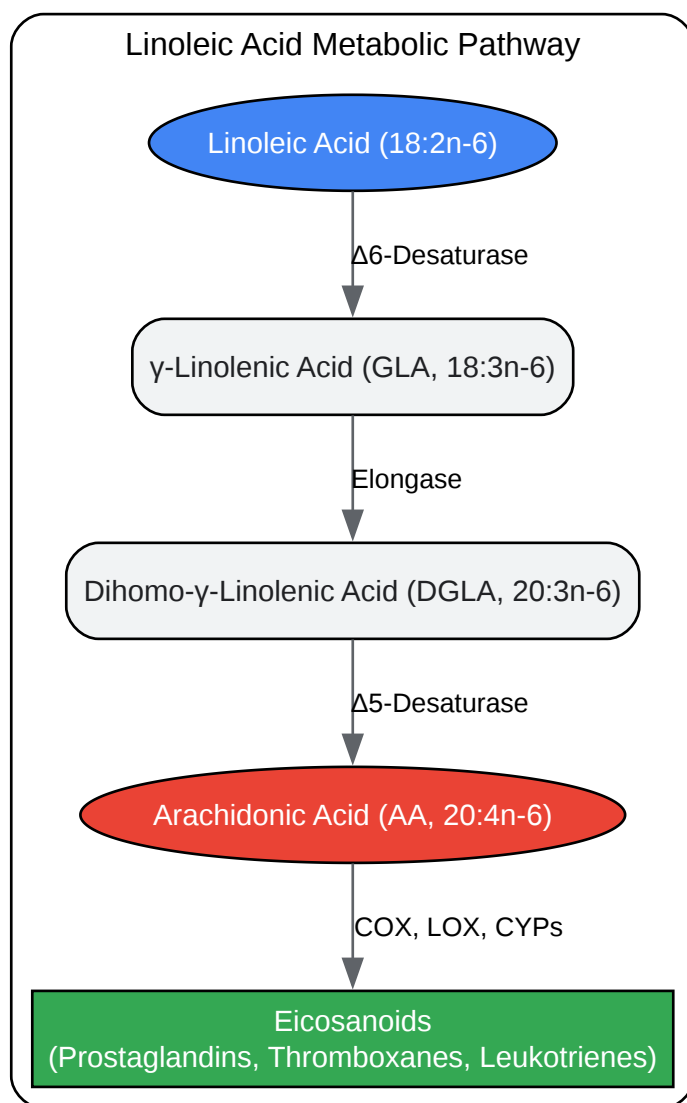 Linoleic Acid Metabolic Pathway
Linoleic Acid (18:2n-6)
Δ6-Desaturase
γ-Linolenic Acid (GLA, 18:3n-6)
Elongase
Dihomo-γ-Linolenic Acid (DGLA, 20:3n-6)
Δ5-Desaturase
Arachidonic Acid (AA, 20:4n-6)
COX, LOX, CYPs
Eicosanoids
(Prostaglandins, Thromboxanes, Leukotrienes)